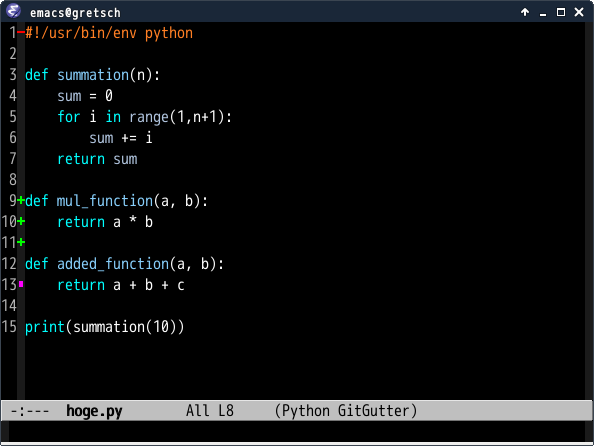 emacs@gretsch
1 #!/usr/bin/env python
2
3 def summation(n):
4     sum = 0
5     for i in range(1,n+1):
6         sum += i
7     return sum
8
9+def mul_function(a, b):
10+    return a * b
11+
12 def added_function(a, b):
13     return a + b + c
14
15 print(summation(10))
-:---  hoge.py        All L8     (Python GitGutter)